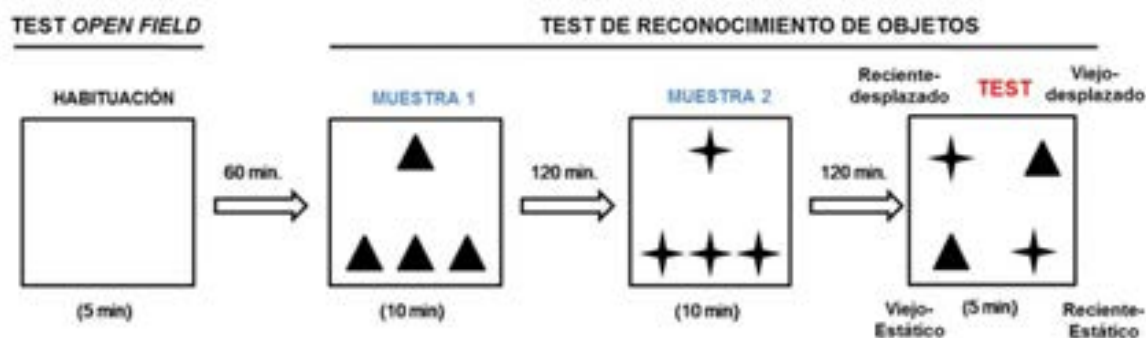 TEST OPEN FIELD
TEST DE RECONOCIMIENTO DE OBJETOS
HABITUACIÓN
MUESTRA 1
MUESTRA 2
Reciente-
desplazado
TEST
Viejo-
desplazado
60 min.
120 min.
120 min.
(5 min)
(10 min)
(10 min)
Viejo-
Estático
(5 min)
Reciente-
Estático